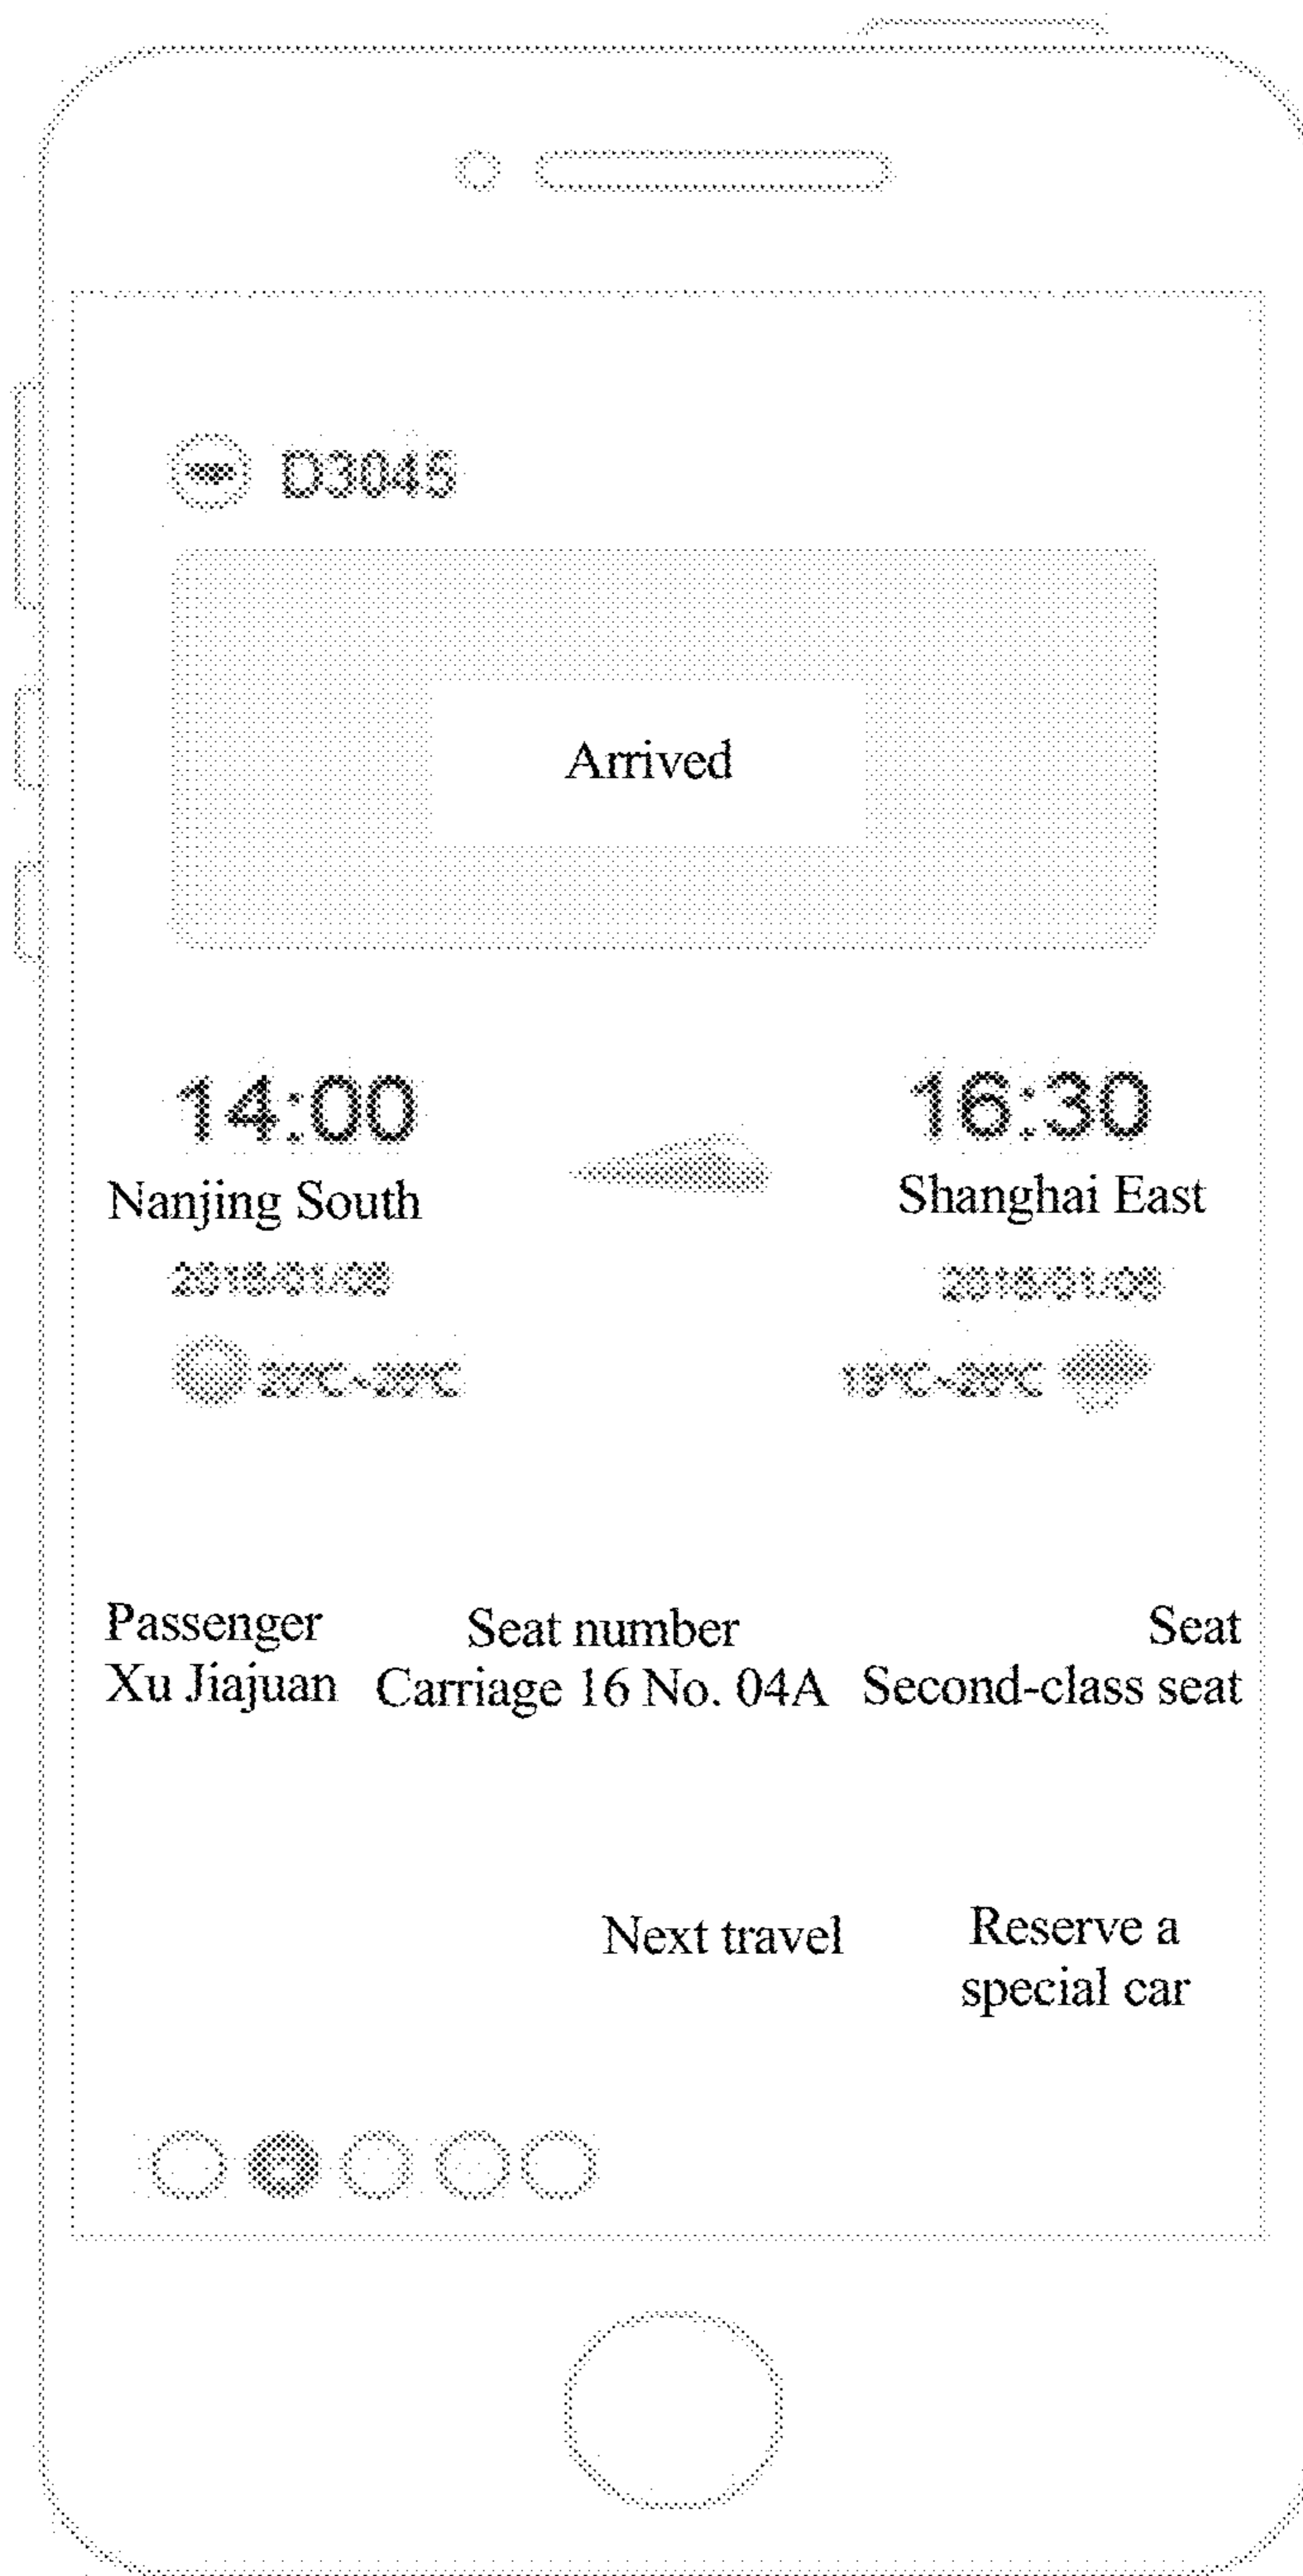 D3045
Arrived
14:00
16:30
Nanjing South
Shanghai East
Passenger
Seat number
Seat
Xu Jiajuan
Carriage 16 No. 04A
Second-class seat
Next travel
Reserve a
special car